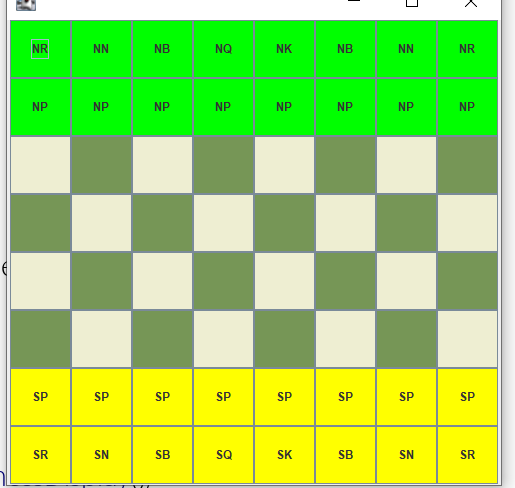 NR NN NB NQ NK NB NN NR
NP NP NP NP NP NP NP NP
SP SP SP SP SP SP SP SP
SR SN SB SQ SK SB SN SR